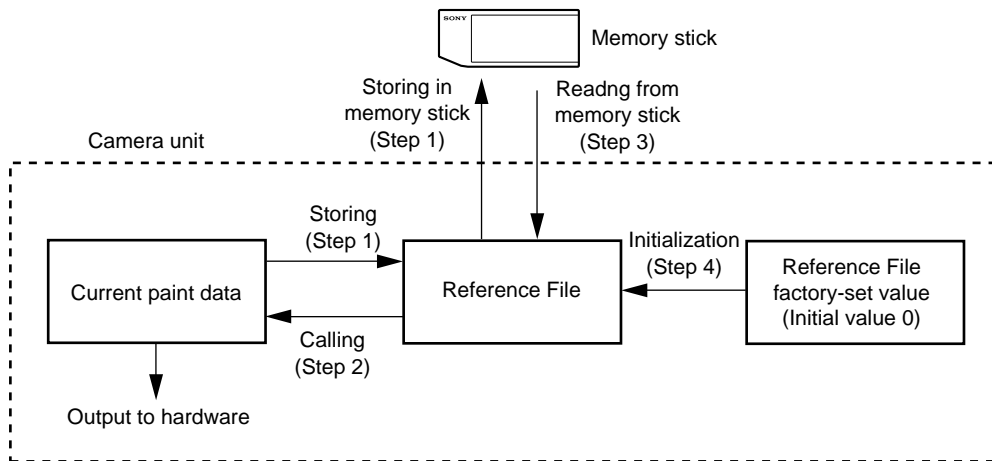 SONY
Memory stick
Storing in
memory stick
(Step 1)
Readng from
memory stick
(Step 3)
Camera unit
Storing
(Step 1)
Initialization
(Step 4)
Current paint data
Reference File
Reference File
factory-set value
(Initial value 0)
Calling
(Step 2)
Output to hardware